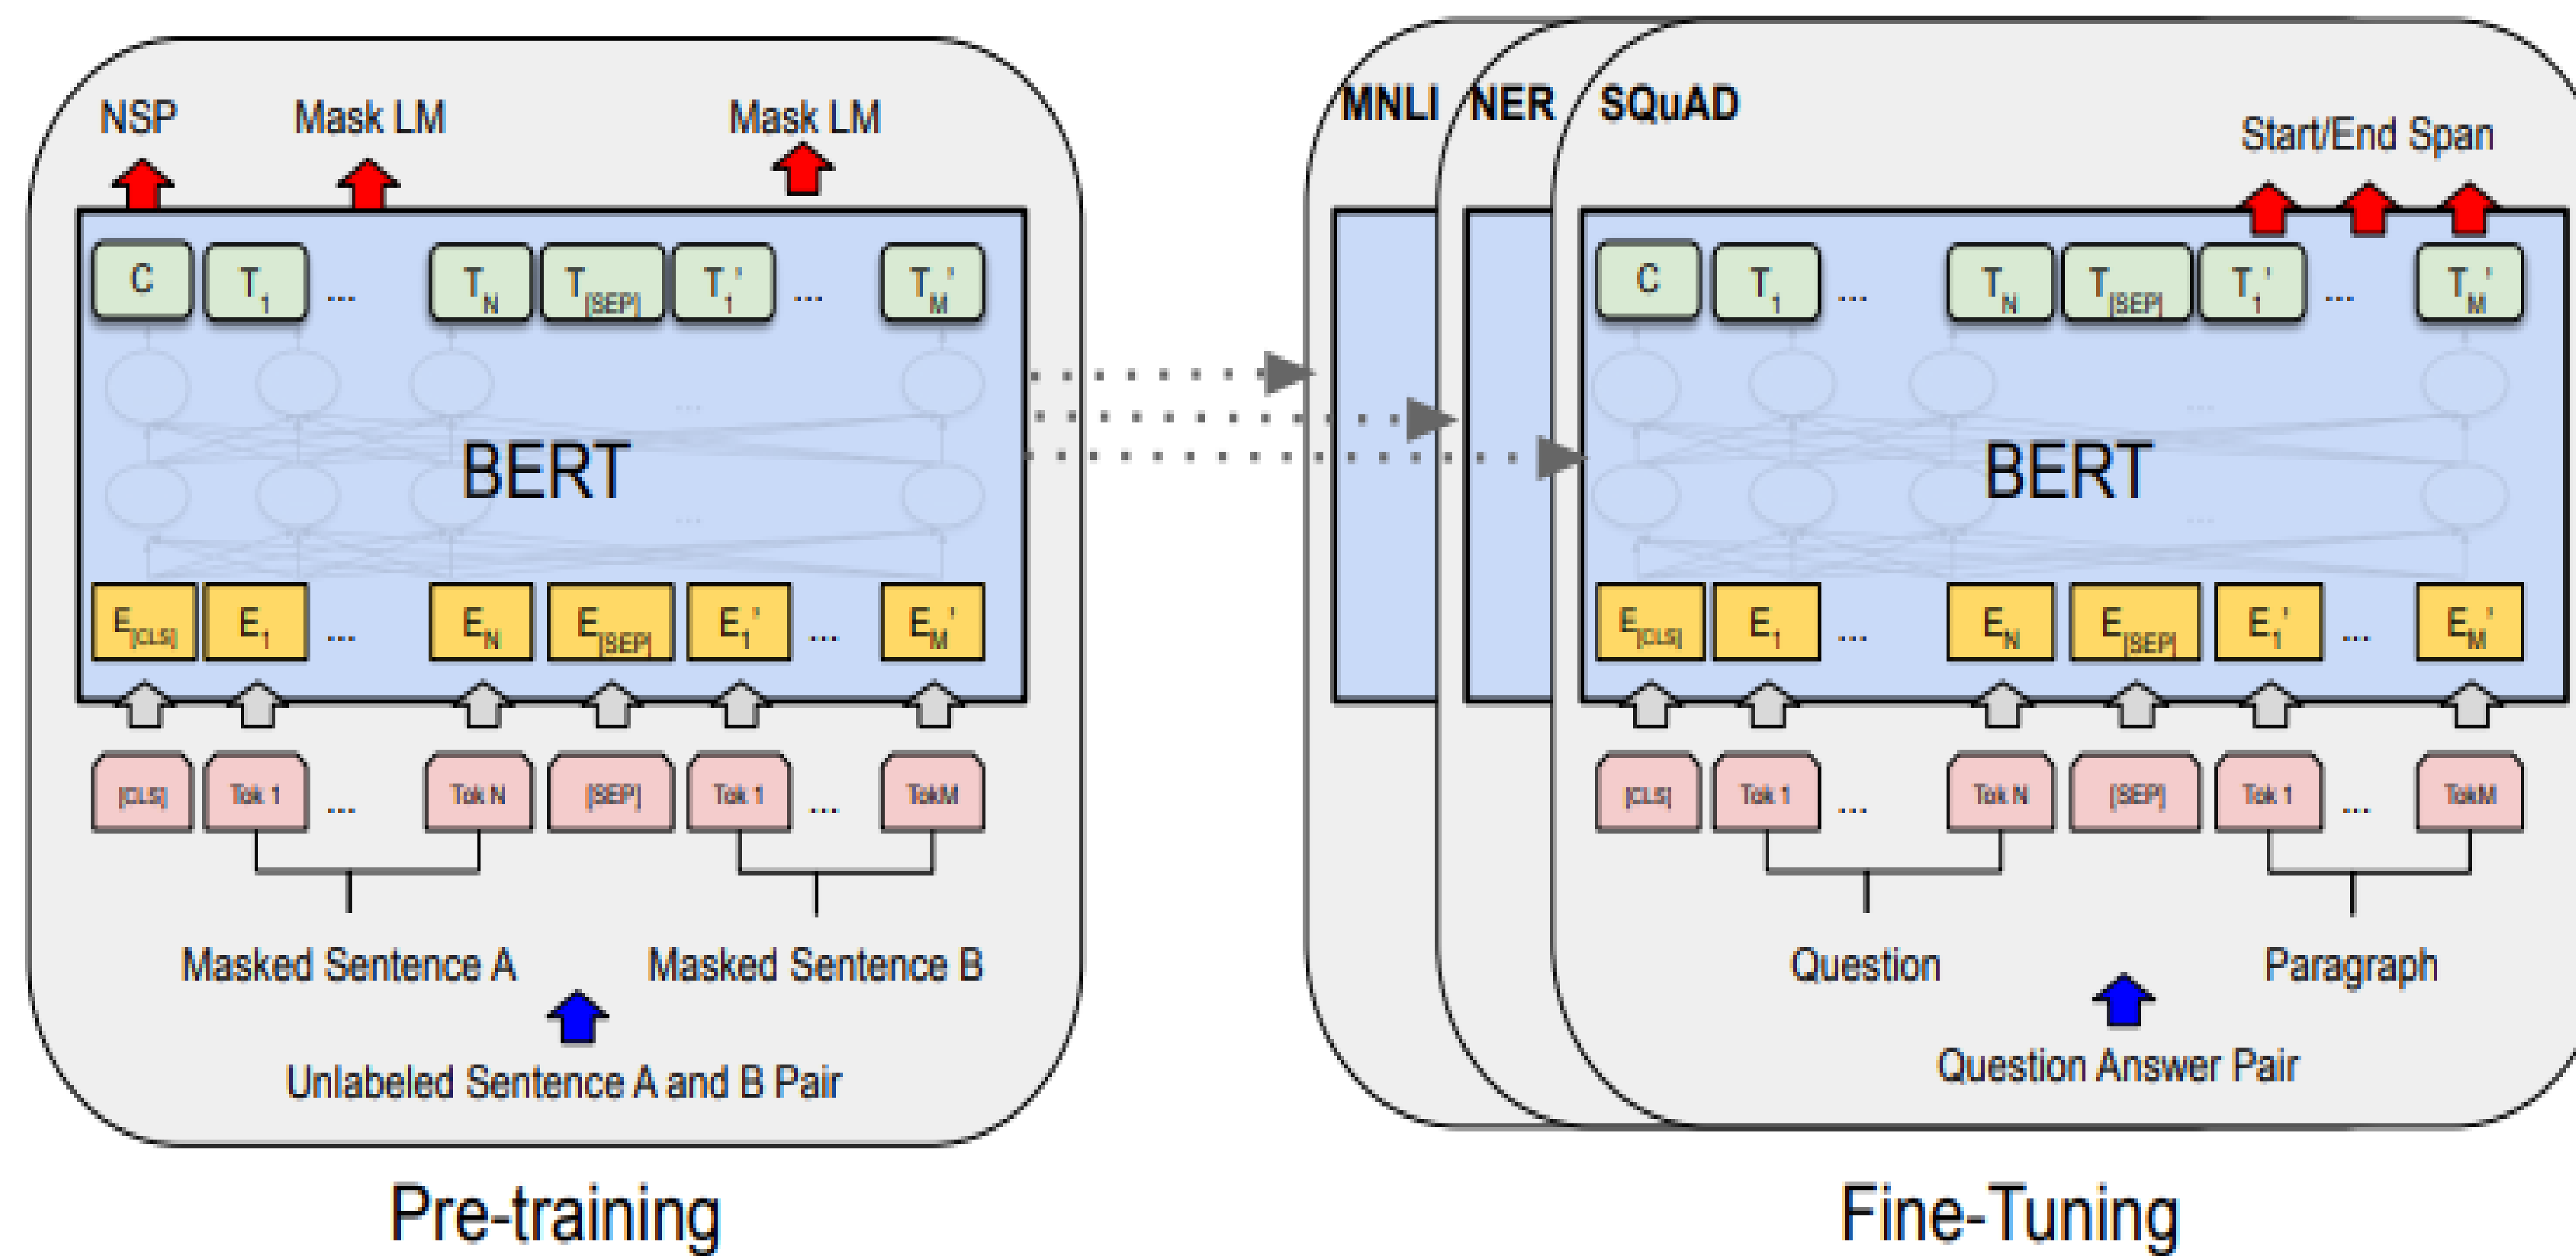 NSP Mask LM Mask LM
C T1 ... TN T[SEP] T1' ... TM'
BERT
E[CLS] E1 ... EN E[SEP] E1' ... EM'
[CLS] Tok 1 ... Tok N [SEP] Tok 1 ... TokM
Masked Sentence A Masked Sentence B
Unlabeled Sentence A and B Pair
Pre-training
MNLI NER SQuAD
Start/End Span
C T1 ... TN T[SEP] T1' ... TM'
BERT
E[CLS] E1 ... EN E[SEP] E1' ... EM'
[CLS] Tok 1 ... Tok N [SEP] Tok 1 ... TokM
Question Paragraph
Question Answer Pair
Fine-Tuning